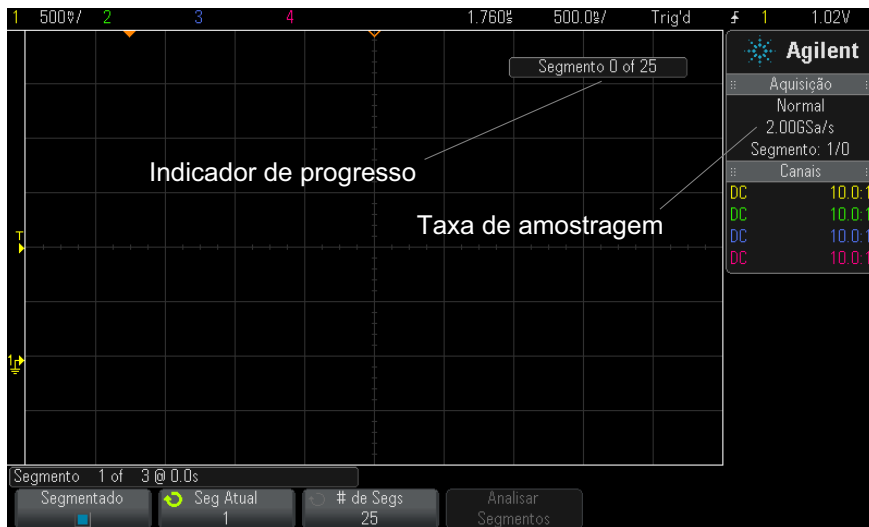 1 500V/ 2 3 4 1.760s 500.0s/ Trig'd 1 1.02V
Segmento 0 of 25
Agilent
Aquisição
Normal
2.00GSa/s
Segmento: 1/0
Canais
DC 10.0:1
DC 10.0:1
DC 10.0:1
DC 10.0:1
Indicador de progresso
Taxa de amostragem
T
1
Segmento 1 of 3 @ 0.0s
Segmentado
Seg Atual
1
# de Segs
25
Analisar
Segmentos